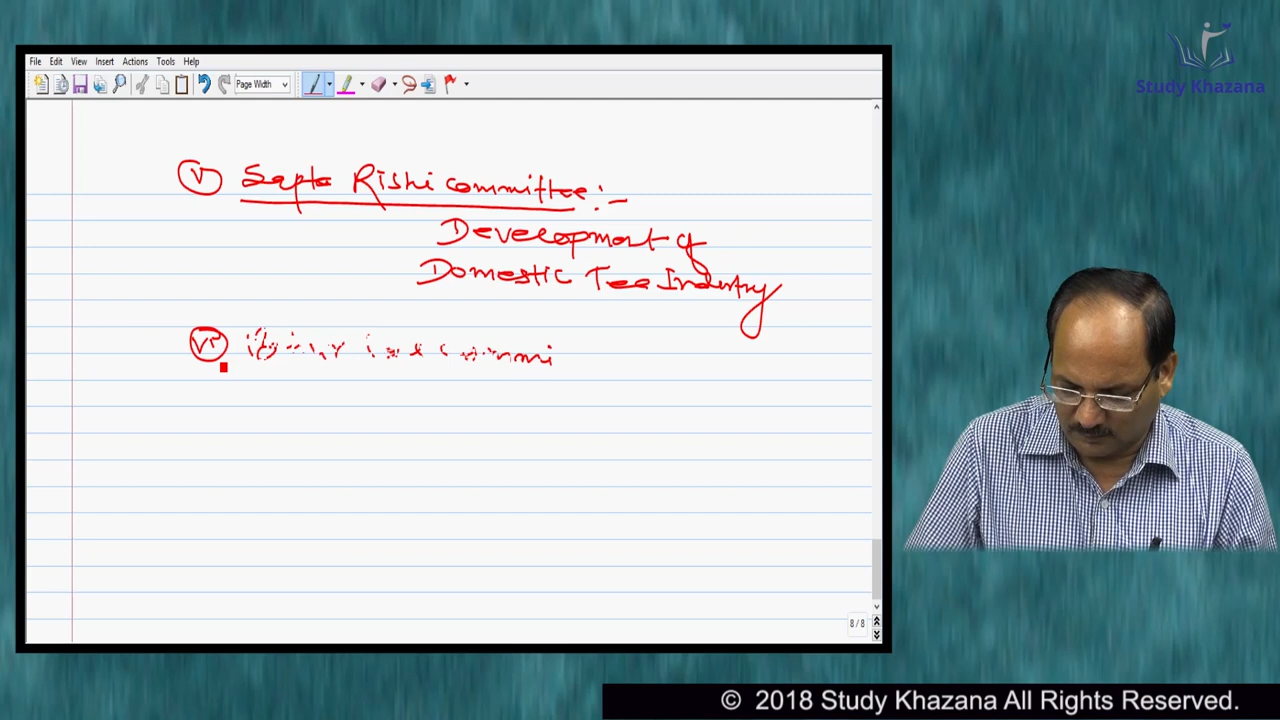 Study Khazana
File Edit View Insert Actions Tools Help
Page Width
V Sapta Rishi committee:-
Development of
Domestic Tea Industry
VI
8/8
© 2018 Study Khazana All Rights Reserved.